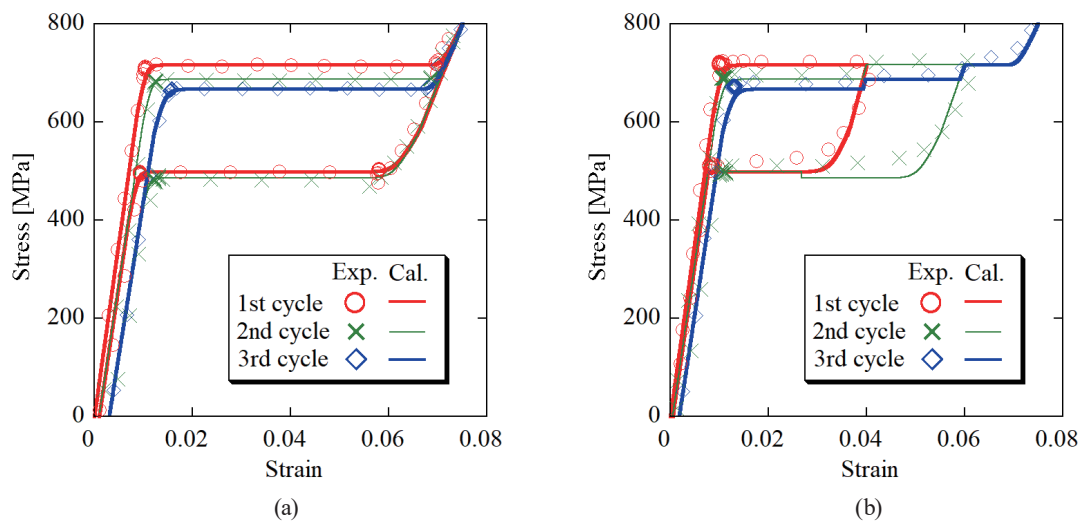 800
600
400
200
0
Stress [MPa]
0 0.02 0.04 0.06 0.08
Strain
Exp. Cal.
1st cycle
2nd cycle
3rd cycle
(a)
800
600
400
200
0
Stress [MPa]
0 0.02 0.04 0.06 0.08
Strain
Exp. Cal.
1st cycle
2nd cycle
3rd cycle
(b)